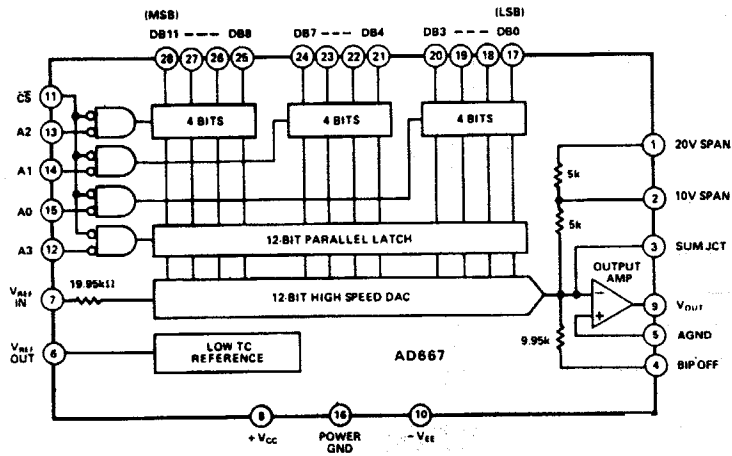 (MSB) (LSB)
DB11 ---- DB8 DB7 ---- DB4 DB3 ---- DB0
28 27 26 25 24 23 22 21 20 19 18 17
CS 11
A2 13
A1 14
A0 15
A3 12
4 BITS 4 BITS 4 BITS
12-BIT PARALLEL LATCH
VREF IN 7
19.95kΩ
12-BIT HIGH SPEED DAC
VREF OUT 6
LOW TC
REFERENCE
AD667
5k
5k
9.95k
OUTPUT
AMP
−
+
1 20V SPAN
2 10V SPAN
3 SUM JCT
9 VOUT
5 AGND
4 BIP OFF
8 16 10
+ VCC POWER GND − VEE